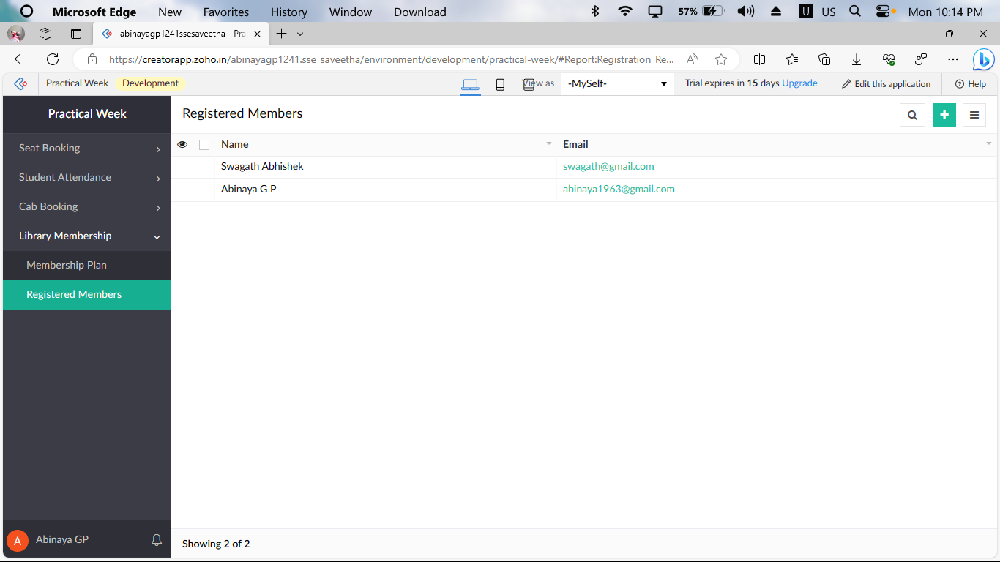 Microsoft Edge New Favorites History Window Download 57% U US Mon 10:14 PM
abinayagp1241ssesaveetha - Pra
https://creatorapp.zoho.in/abinayagp1241.sse_saveetha/environment/development/practical-week/#Report:Registration_Re...
Practical Week Development View as -MySelf- Trial expires in 15 days Upgrade Edit this application Help
Practical Week
Registered Members
Seat Booking
Student Attendance
Cab Booking
Library Membership
Membership Plan
Registered Members
Name Email
Swagath Abhishek swagath@gmail.com
Abinaya G P abinaya1963@gmail.com
A Abinaya GP
Showing 2 of 2